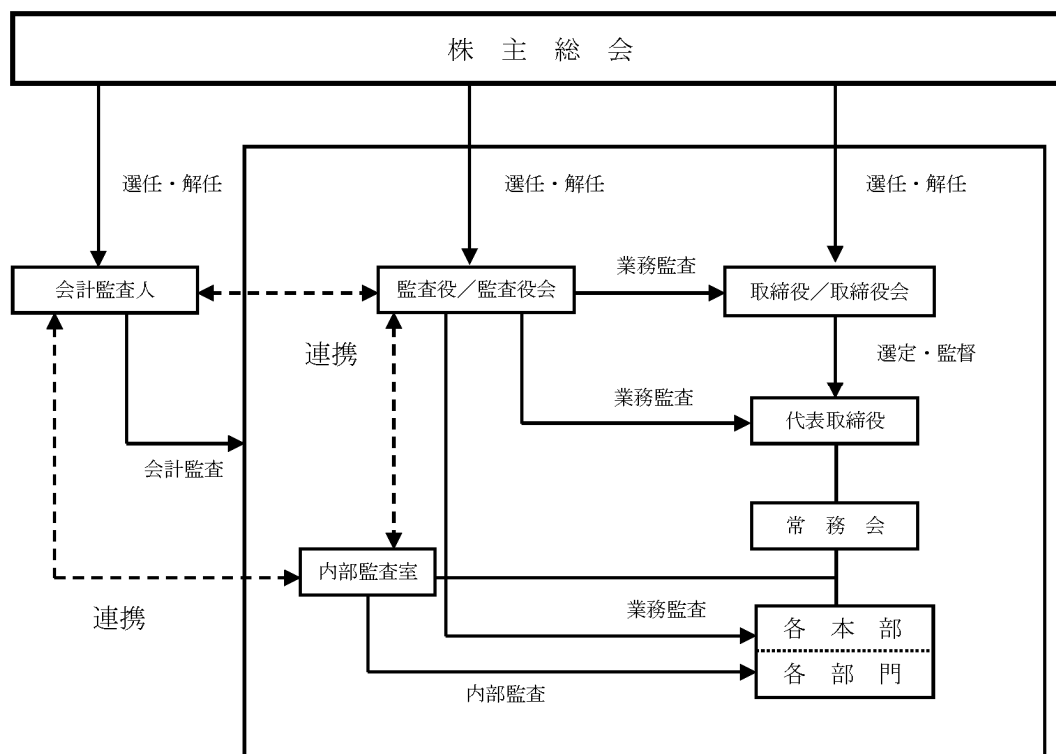 株 主 総 会
選任・解任
選任・解任
選任・解任
会計監査人
監査役／監査役会
業務監査
取締役／取締役会
連携
選定・監督
業務監査
代表取締役
会計監査
常 務 会
内部監査室
連携
業務監査
各 本 部
各 部 門
内部監査